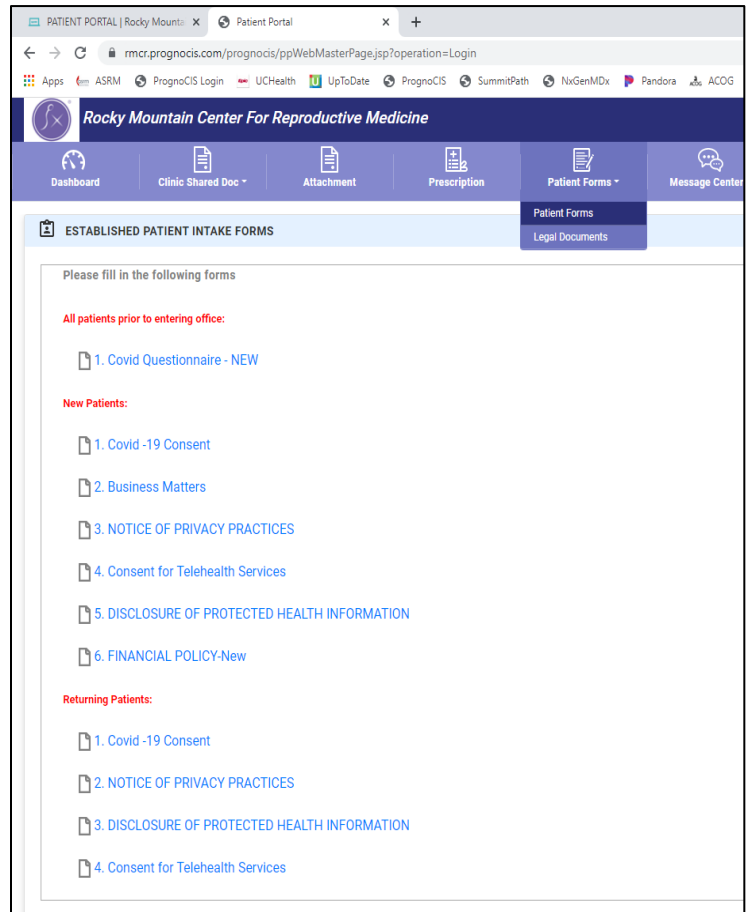 PATIENT PORTAL | Rocky Mounta
Patient Portal
rmcr.prognocis.com/prognocis/ppWebMasterPage.jsp?operation=Login
Apps ASRM PrognoCIS Login UCHealth UpToDate PrognoCIS SummitPath NxGenMDx Pandora ACOG
Rocky Mountain Center For Reproductive Medicine
Dashboard Clinic Shared Doc Attachment Prescription Patient Forms Message Center
Patient Forms
Legal Documents
ESTABLISHED PATIENT INTAKE FORMS
Please fill in the following forms
All patients prior to entering office:
1. Covid Questionnaire - NEW
New Patients:
1. Covid -19 Consent
2. Business Matters
3. NOTICE OF PRIVACY PRACTICES
4. Consent for Telehealth Services
5. DISCLOSURE OF PROTECTED HEALTH INFORMATION
6. FINANCIAL POLICY-New
Returning Patients:
1. Covid -19 Consent
2. NOTICE OF PRIVACY PRACTICES
3. DISCLOSURE OF PROTECTED HEALTH INFORMATION
4. Consent for Telehealth Services